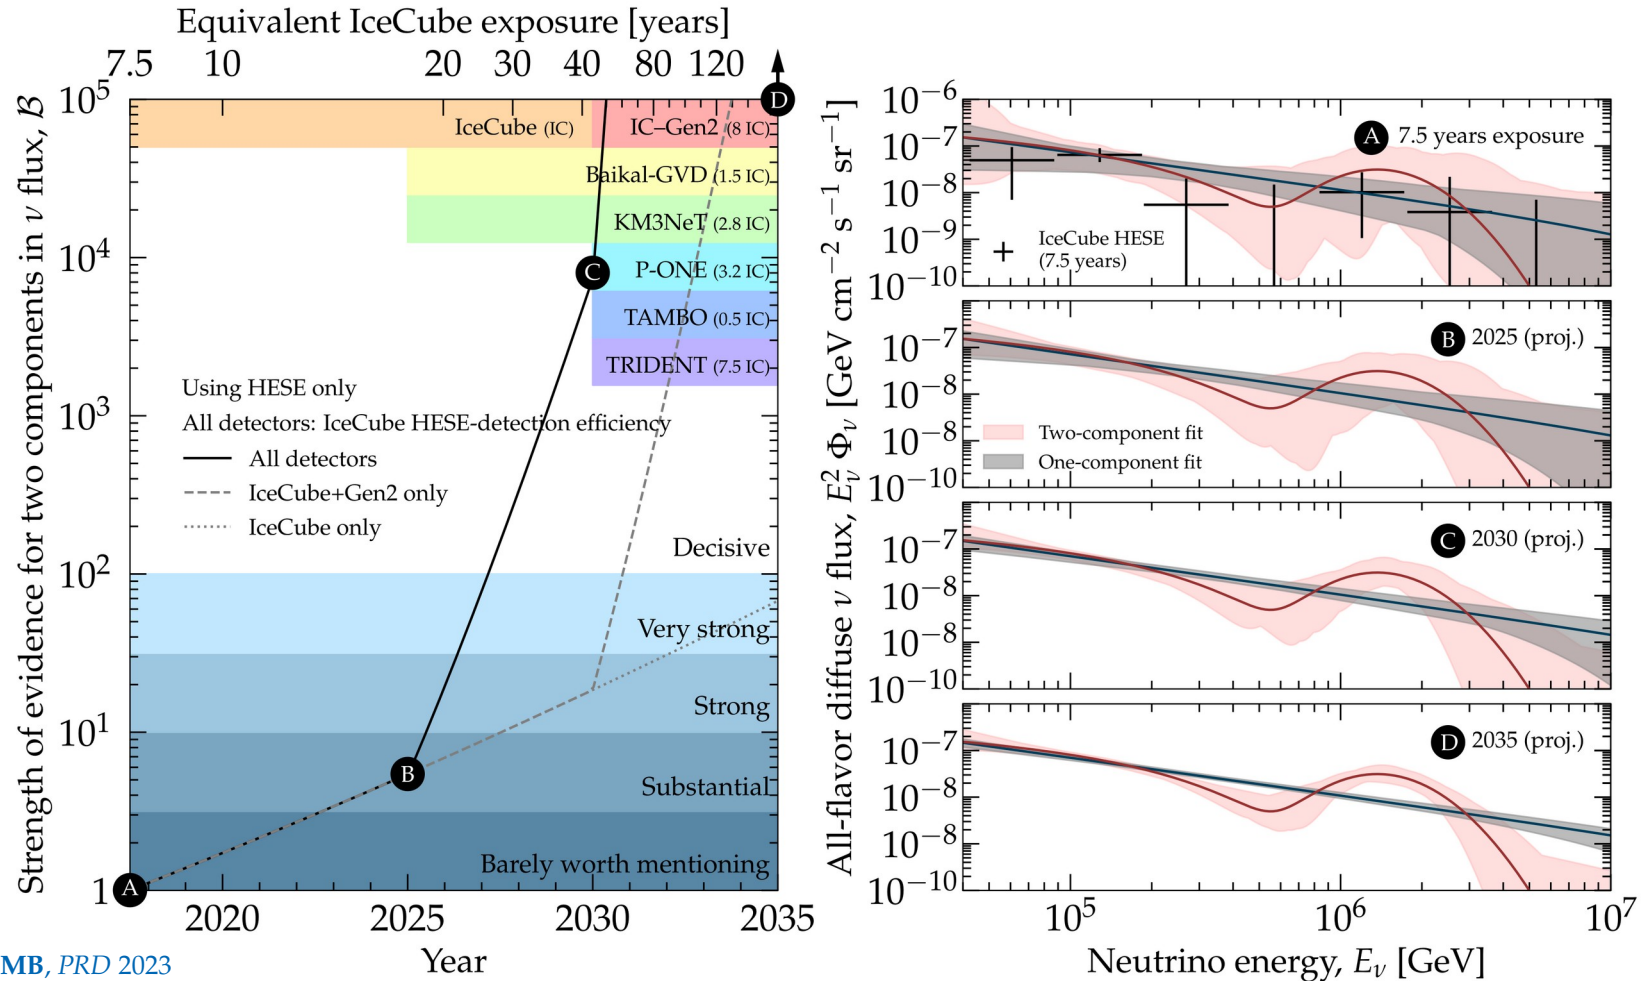 Equivalent IceCube exposure [years]
7.5 10 20 30 40 80 120
Strength of evidence for two components in ν flux, ℬ
10^5
10^4
10^3
10^2
10^1
1
IceCube (IC)
IC–Gen2 (8 IC)
Baikal-GVD (1.5 IC)
KM3NeT (2.8 IC)
P-ONE (3.2 IC)
TAMBO (0.5 IC)
TRIDENT (7.5 IC)
Using HESE only
All detectors: IceCube HESE-detection efficiency
All detectors
IceCube+Gen2 only
IceCube only
Decisive
Very strong
Strong
Substantial
Barely worth mentioning
A
B
C
D
2020 2025 2030 2035
Year
MB, PRD 2023
All-flavor diffuse ν flux, E_ν^2 Φ_ν [GeV cm^−2 s^−1 sr^−1]
10^−6
10^−7
10^−8
10^−9
10^−10
A 7.5 years exposure
IceCube HESE
(7.5 years)
10^−7
10^−8
10^−8
10^−10
B 2025 (proj.)
Two-component fit
One-component fit
10^−7
10^−8
10^−8
10^−10
C 2030 (proj.)
10^−7
10^−8
10^−8
10^−10
D 2035 (proj.)
10^5 10^6 10^7
Neutrino energy, E_ν [GeV]